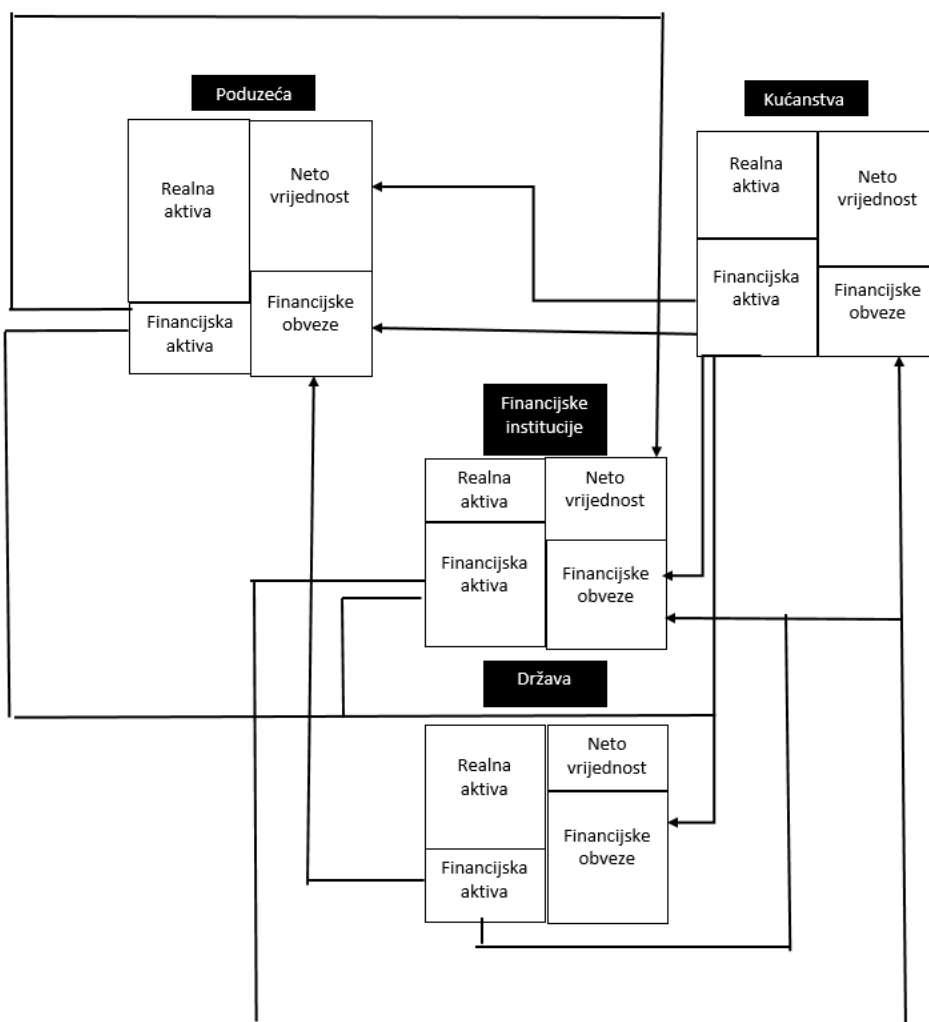 Poduzeća
Realna
aktiva
Neto
vrijednost
Financijska
aktiva
Financijske
obveze
Kućanstva
Realna
aktiva
Neto
vrijednost
Financijska
aktiva
Financijske
obveze
Financijske
institucije
Realna
aktiva
Neto
vrijednost
Financijska
aktiva
Financijske
obveze
Država
Realna
aktiva
Neto
vrijednost
Financijska
aktiva
Financijske
obveze